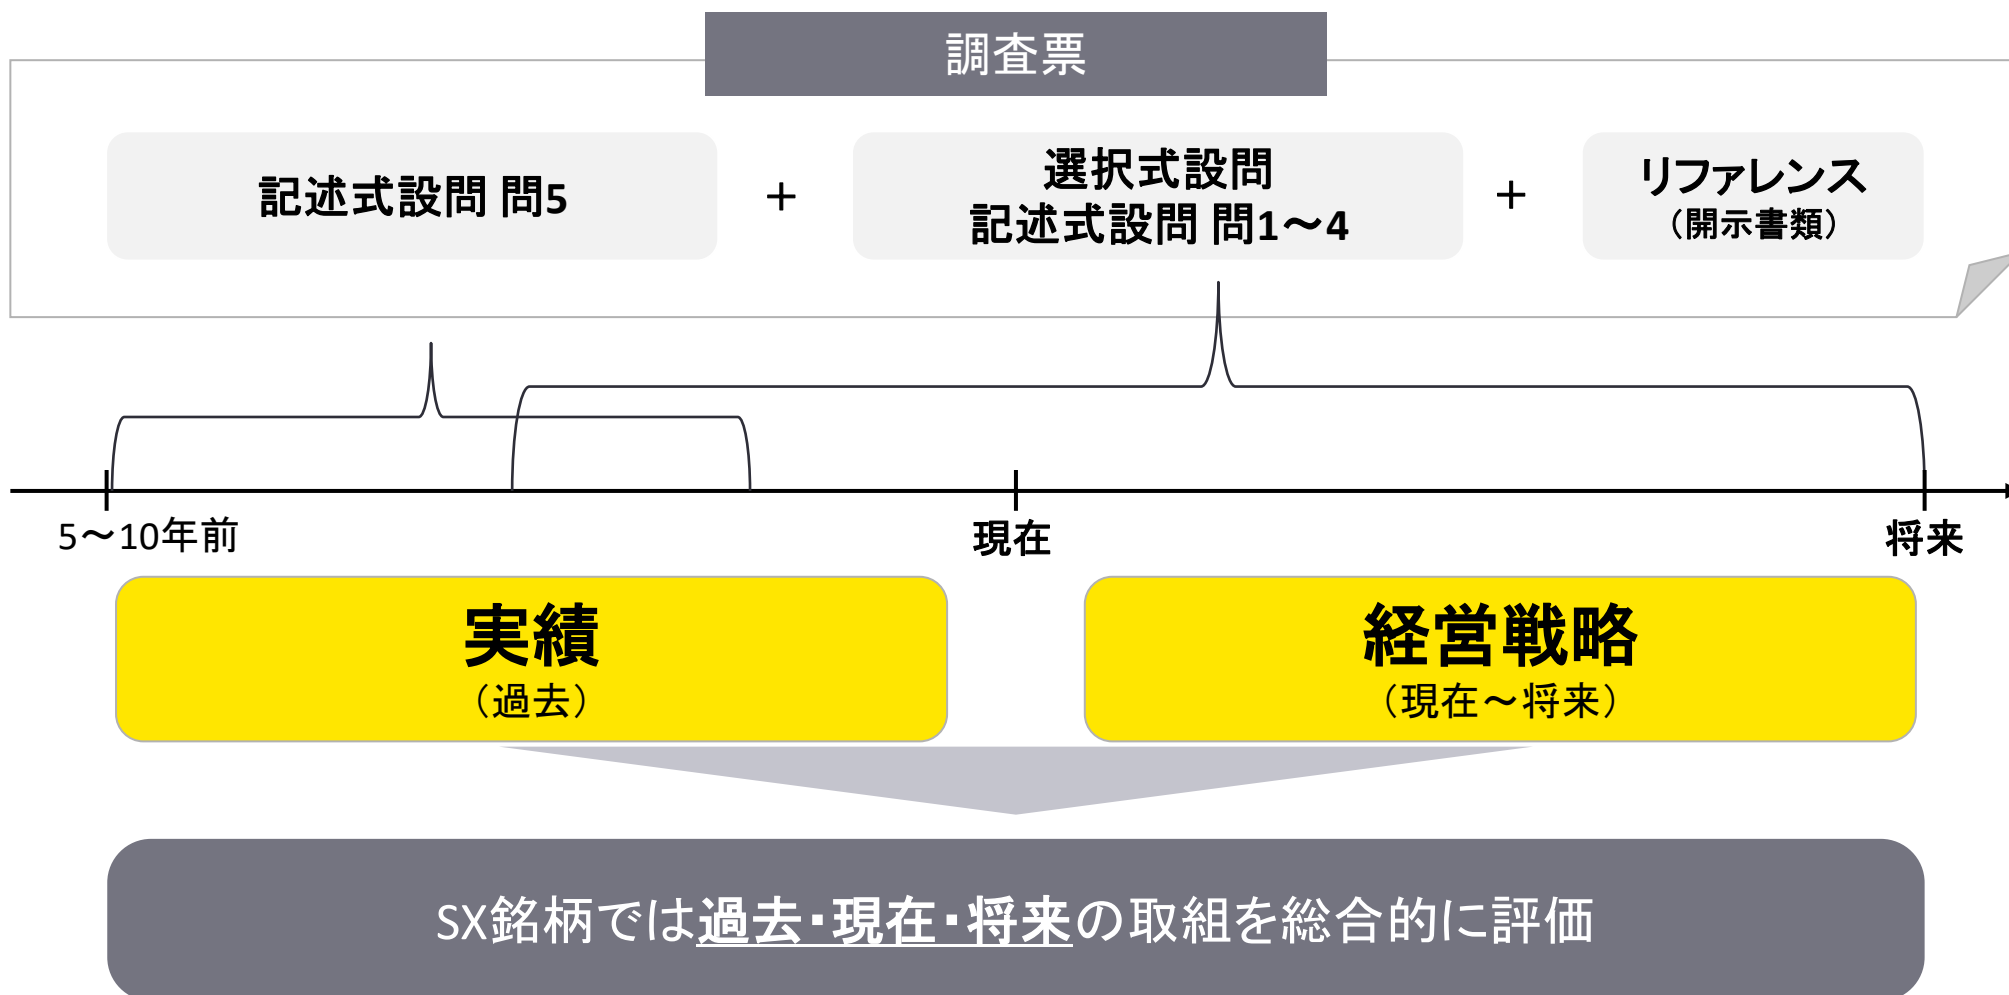 調査票
記述式設問 問5
+
選択式設問
記述式設問 問1～4
+
リファレンス
（開示書類）
5～10年前
現在
将来
実績
（過去）
経営戦略
（現在～将来）
SX銘柄では過去・現在・将来の取組を総合的に評価